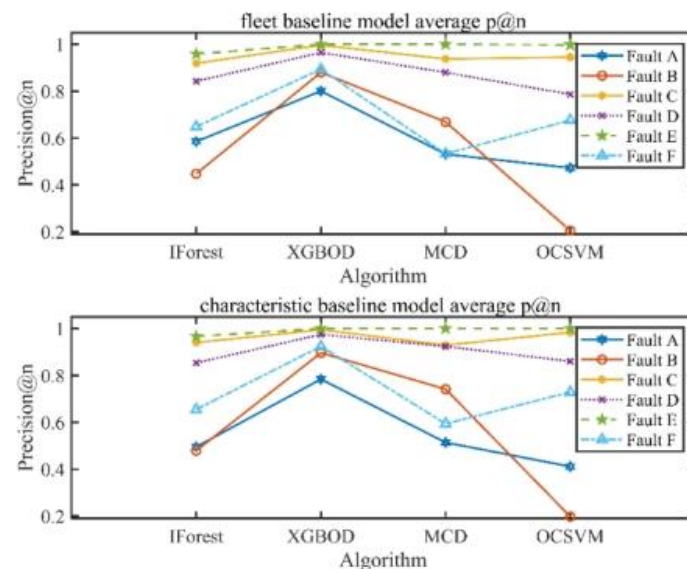 fleet baseline model average p@n
Precision@n
1
0.8
0.6
0.4
0.2
IForest
XGBOD
MCD
OCSVM
Algorithm
Fault A
Fault B
Fault C
Fault D
Fault E
Fault F
characteristic baseline model average p@n
Precision@n
1
0.8
0.6
0.4
0.2
IForest
XGBOD
MCD
OCSVM
Algorithm
Fault A
Fault B
Fault C
Fault D
Fault E
Fault F